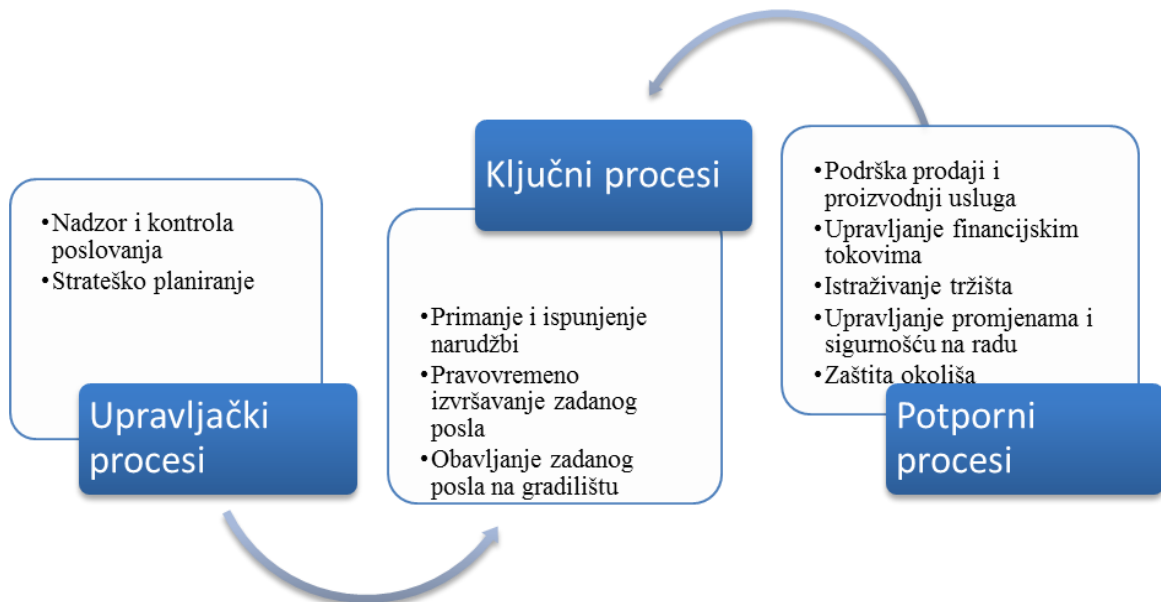 •Nadzor i kontrola
poslovanja
•Strateško planiranje
Upravljački
procesi
Ključni procesi
•Primanje i ispunjenje
narudžbi
•Pravovremeno
izvršavanje zadanog
posla
•Obavljanje zadanog
posla na gradilištu
•Podrška prodaji i
proizvodnji usluga
•Upravljanje financijskim
tokovima
•Istraživanje tržišta
•Upravljanje promjenama i
sigurnošću na radu
•Zaštita okoliša
Potporni
procesi